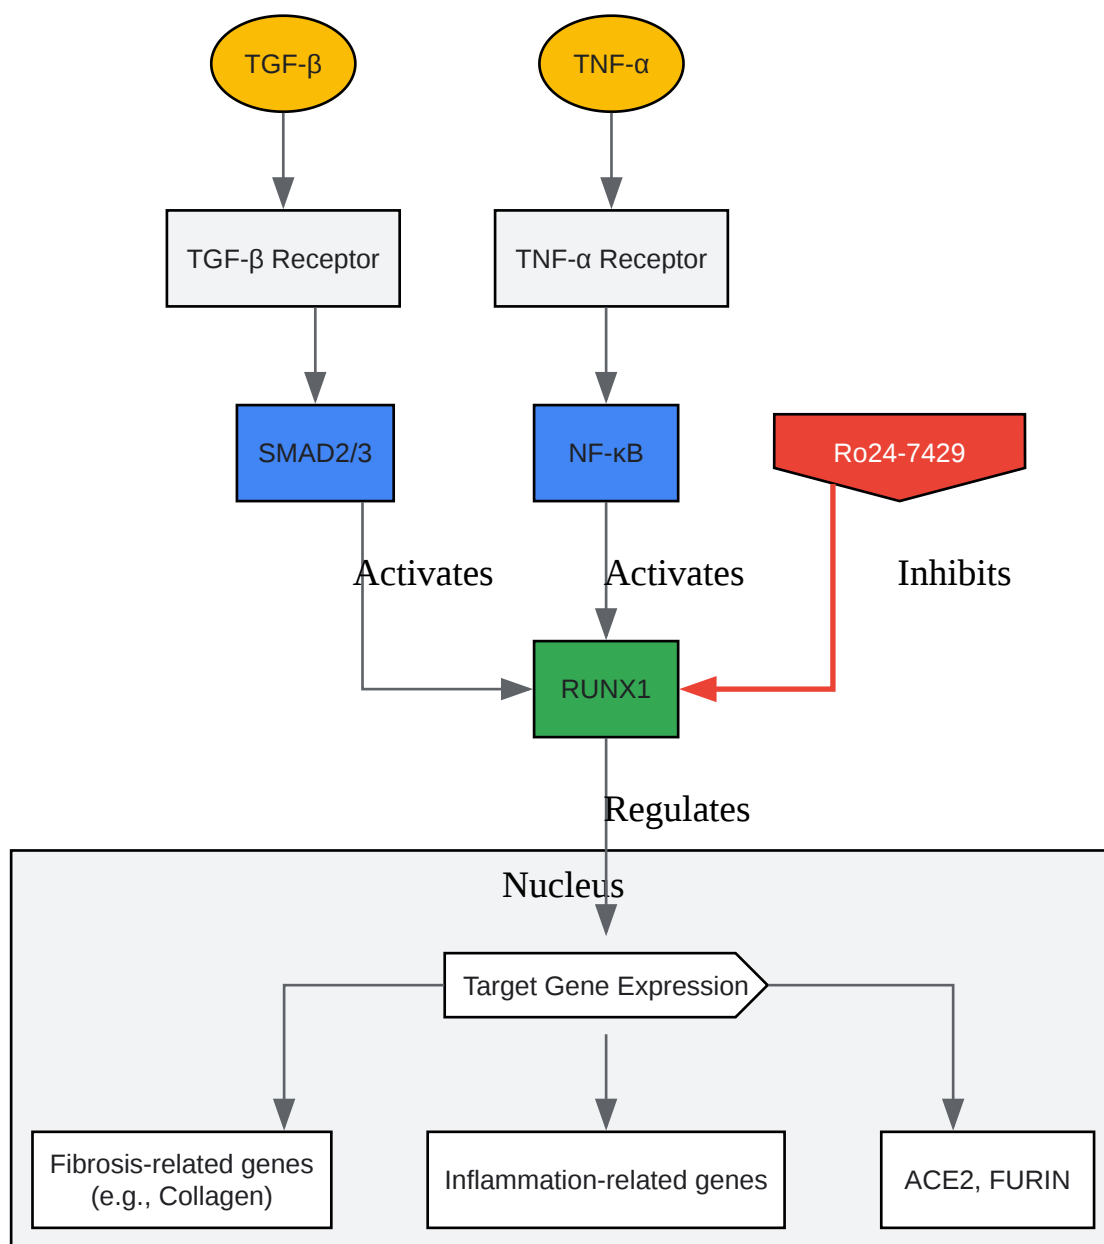 TGF-β
TNF-α
TGF-β Receptor
TNF-α Receptor
SMAD2/3
NF-κB
Ro24-7429
Activates
Activates
Inhibits
RUNX1
Regulates
Nucleus
Target Gene Expression
Fibrosis-related genes
(e.g., Collagen)
Inflammation-related genes
ACE2, FURIN